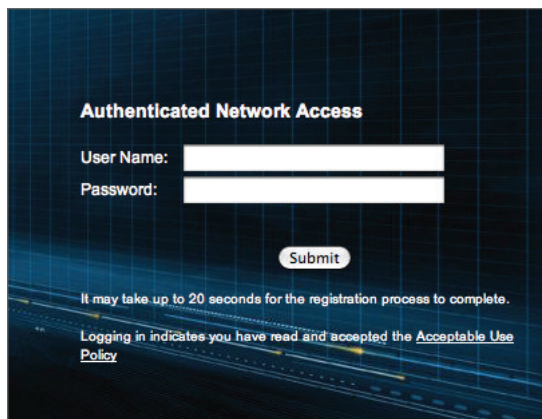 Authenticated Network Access
User Name:
Password:
Submit
It may take up to 20 seconds for the registration process to complete.
Logging in indicates you have read and accepted the Acceptable Use
Policy